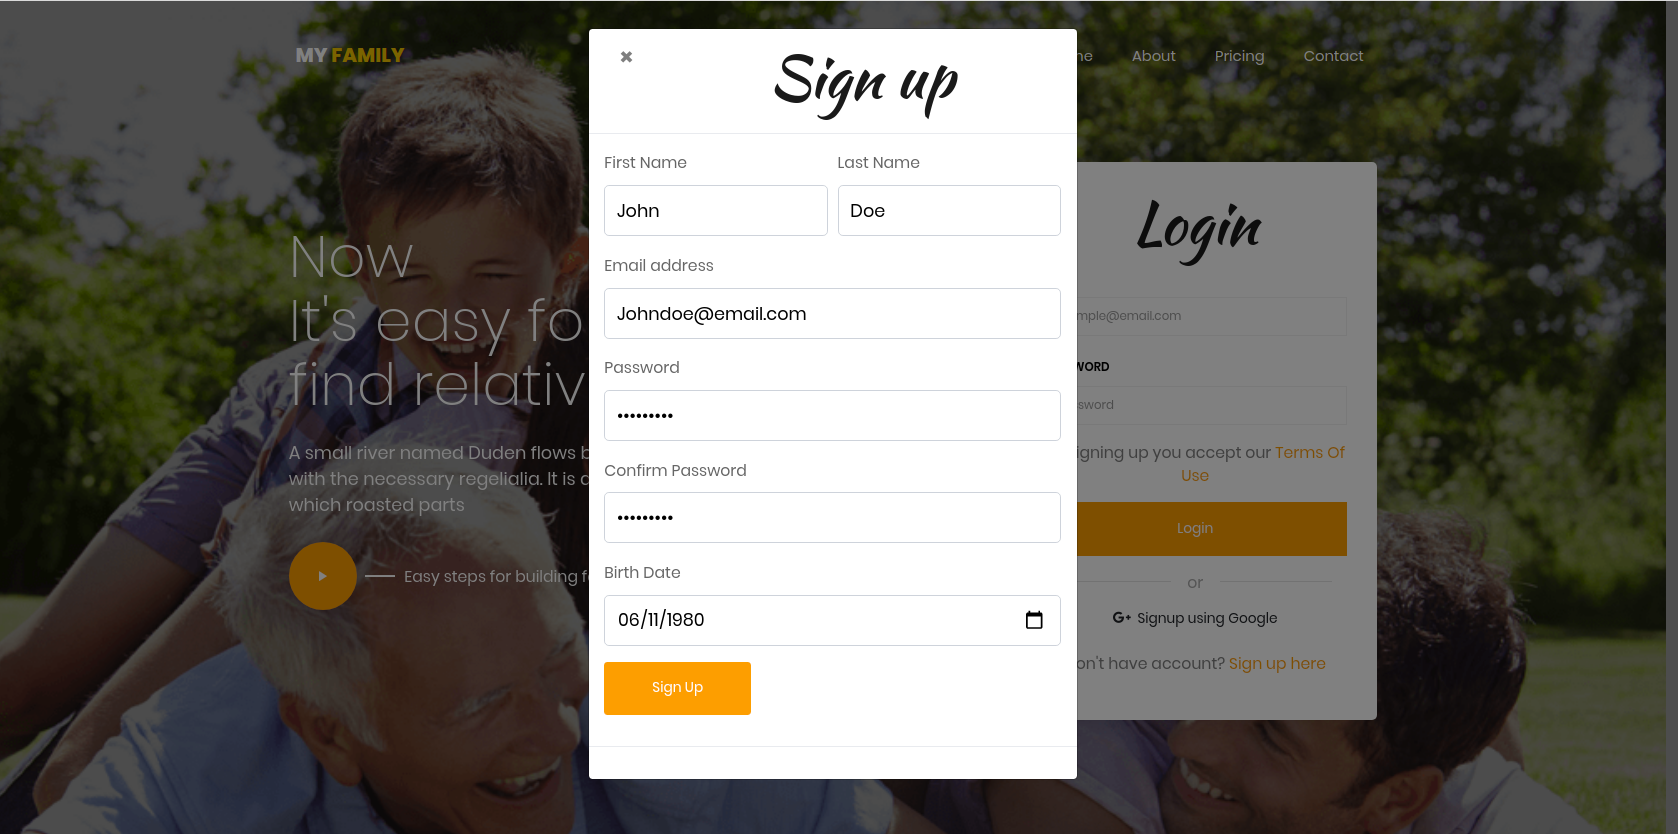 MY FAMILY
About
Pricing
Contact
Sign up
First Name
Last Name
John
Doe
Email address
Johndoe@email.com
Password
•••••••••
Confirm Password
•••••••••
Birth Date
06/11/1980
Sign Up
Now
It's easy fo
find relativ
A small river named Duden flows b
with the necessary regelialia. It is a
which roasted parts
Easy steps for building f
Login
mple@email.com
WORD
sword
igning up you accept our Terms Of
Use
Login
or
G+ Signup using Google
on't have account? Sign up here